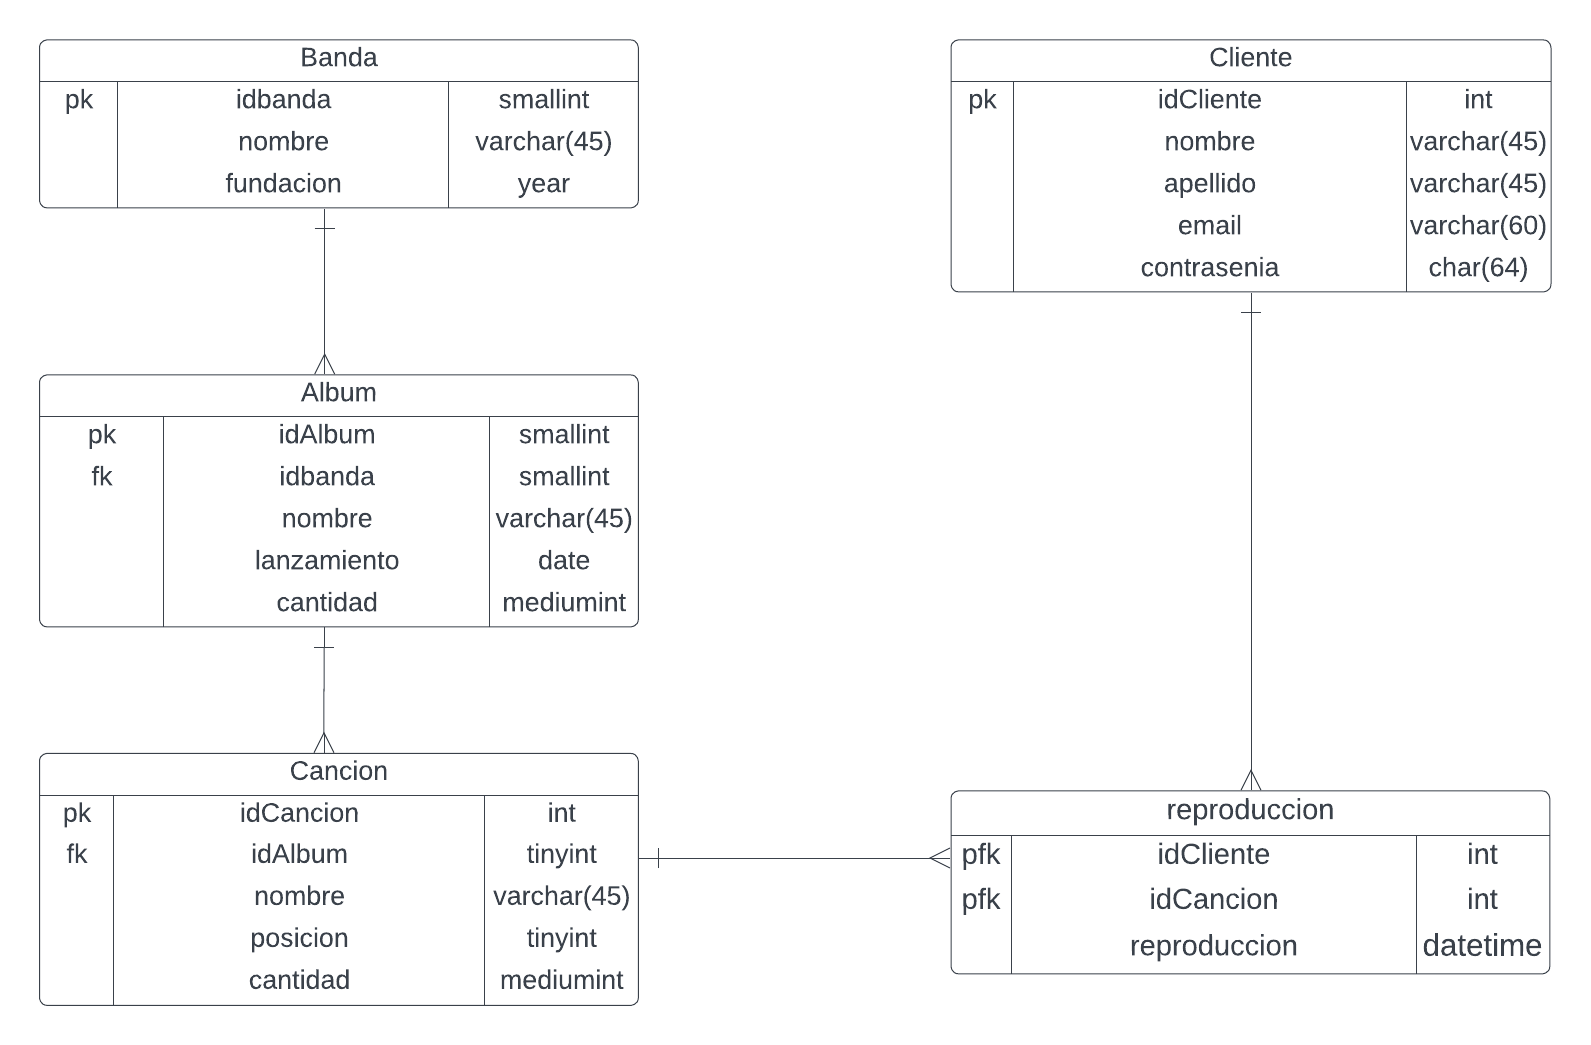 Banda
pk idbanda smallint
nombre varchar(45)
fundacion year
Album
pk idAlbum smallint
fk idbanda smallint
nombre varchar(45)
lanzamiento date
cantidad mediumint
Cancion
pk idCancion int
fk idAlbum tinyint
nombre varchar(45)
posicion tinyint
cantidad mediumint
Cliente
pk idCliente int
nombre varchar(45)
apellido varchar(45)
email varchar(60)
contrasenia char(64)
reproduccion
pfk idCliente int
pfk idCancion int
reproduccion datetime